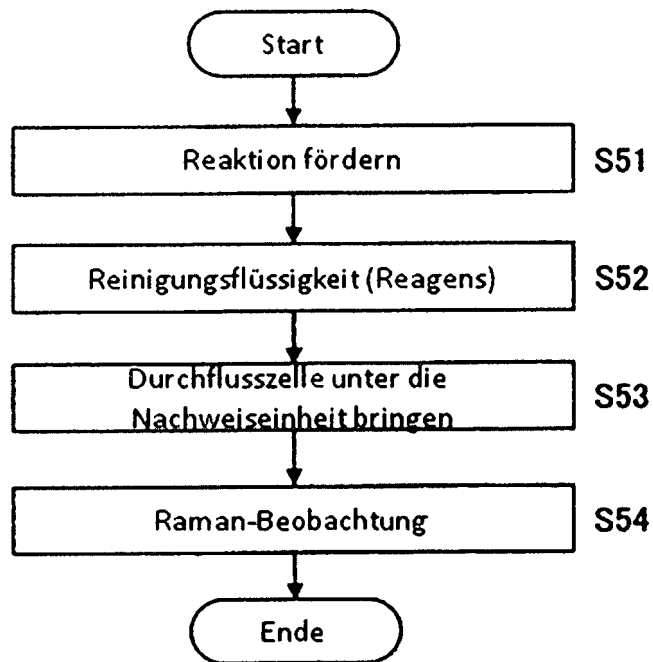 Start
Reaktion fördern
S51
Reinigungsflüssigkeit (Reagens)
S52
Durchflusszelle unter die
Nachweiseinheit bringen
S53
Raman-Beobachtung
S54
Ende